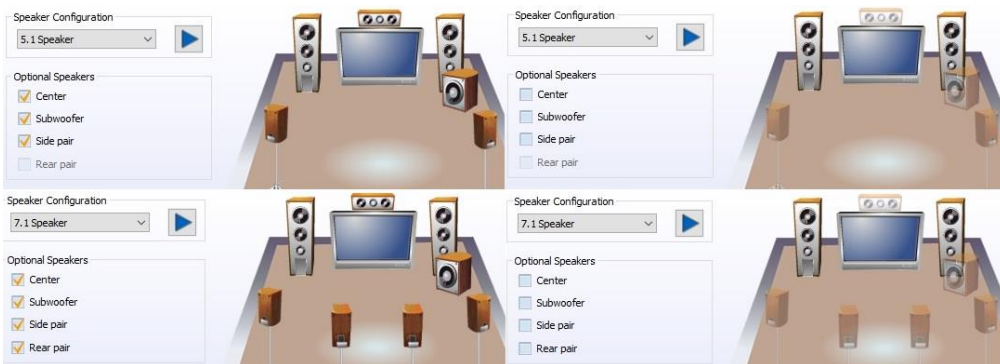 Speaker Configuration
5.1 Speaker
Optional Speakers
Center
Subwoofer
Side pair
Rear pair
Speaker Configuration
5.1 Speaker
Optional Speakers
Center
Subwoofer
Side pair
Rear pair
Speaker Configuration
7.1 Speaker
Optional Speakers
Center
Subwoofer
Side pair
Rear pair
Speaker Configuration
7.1 Speaker
Optional Speakers
Center
Subwoofer
Side pair
Rear pair